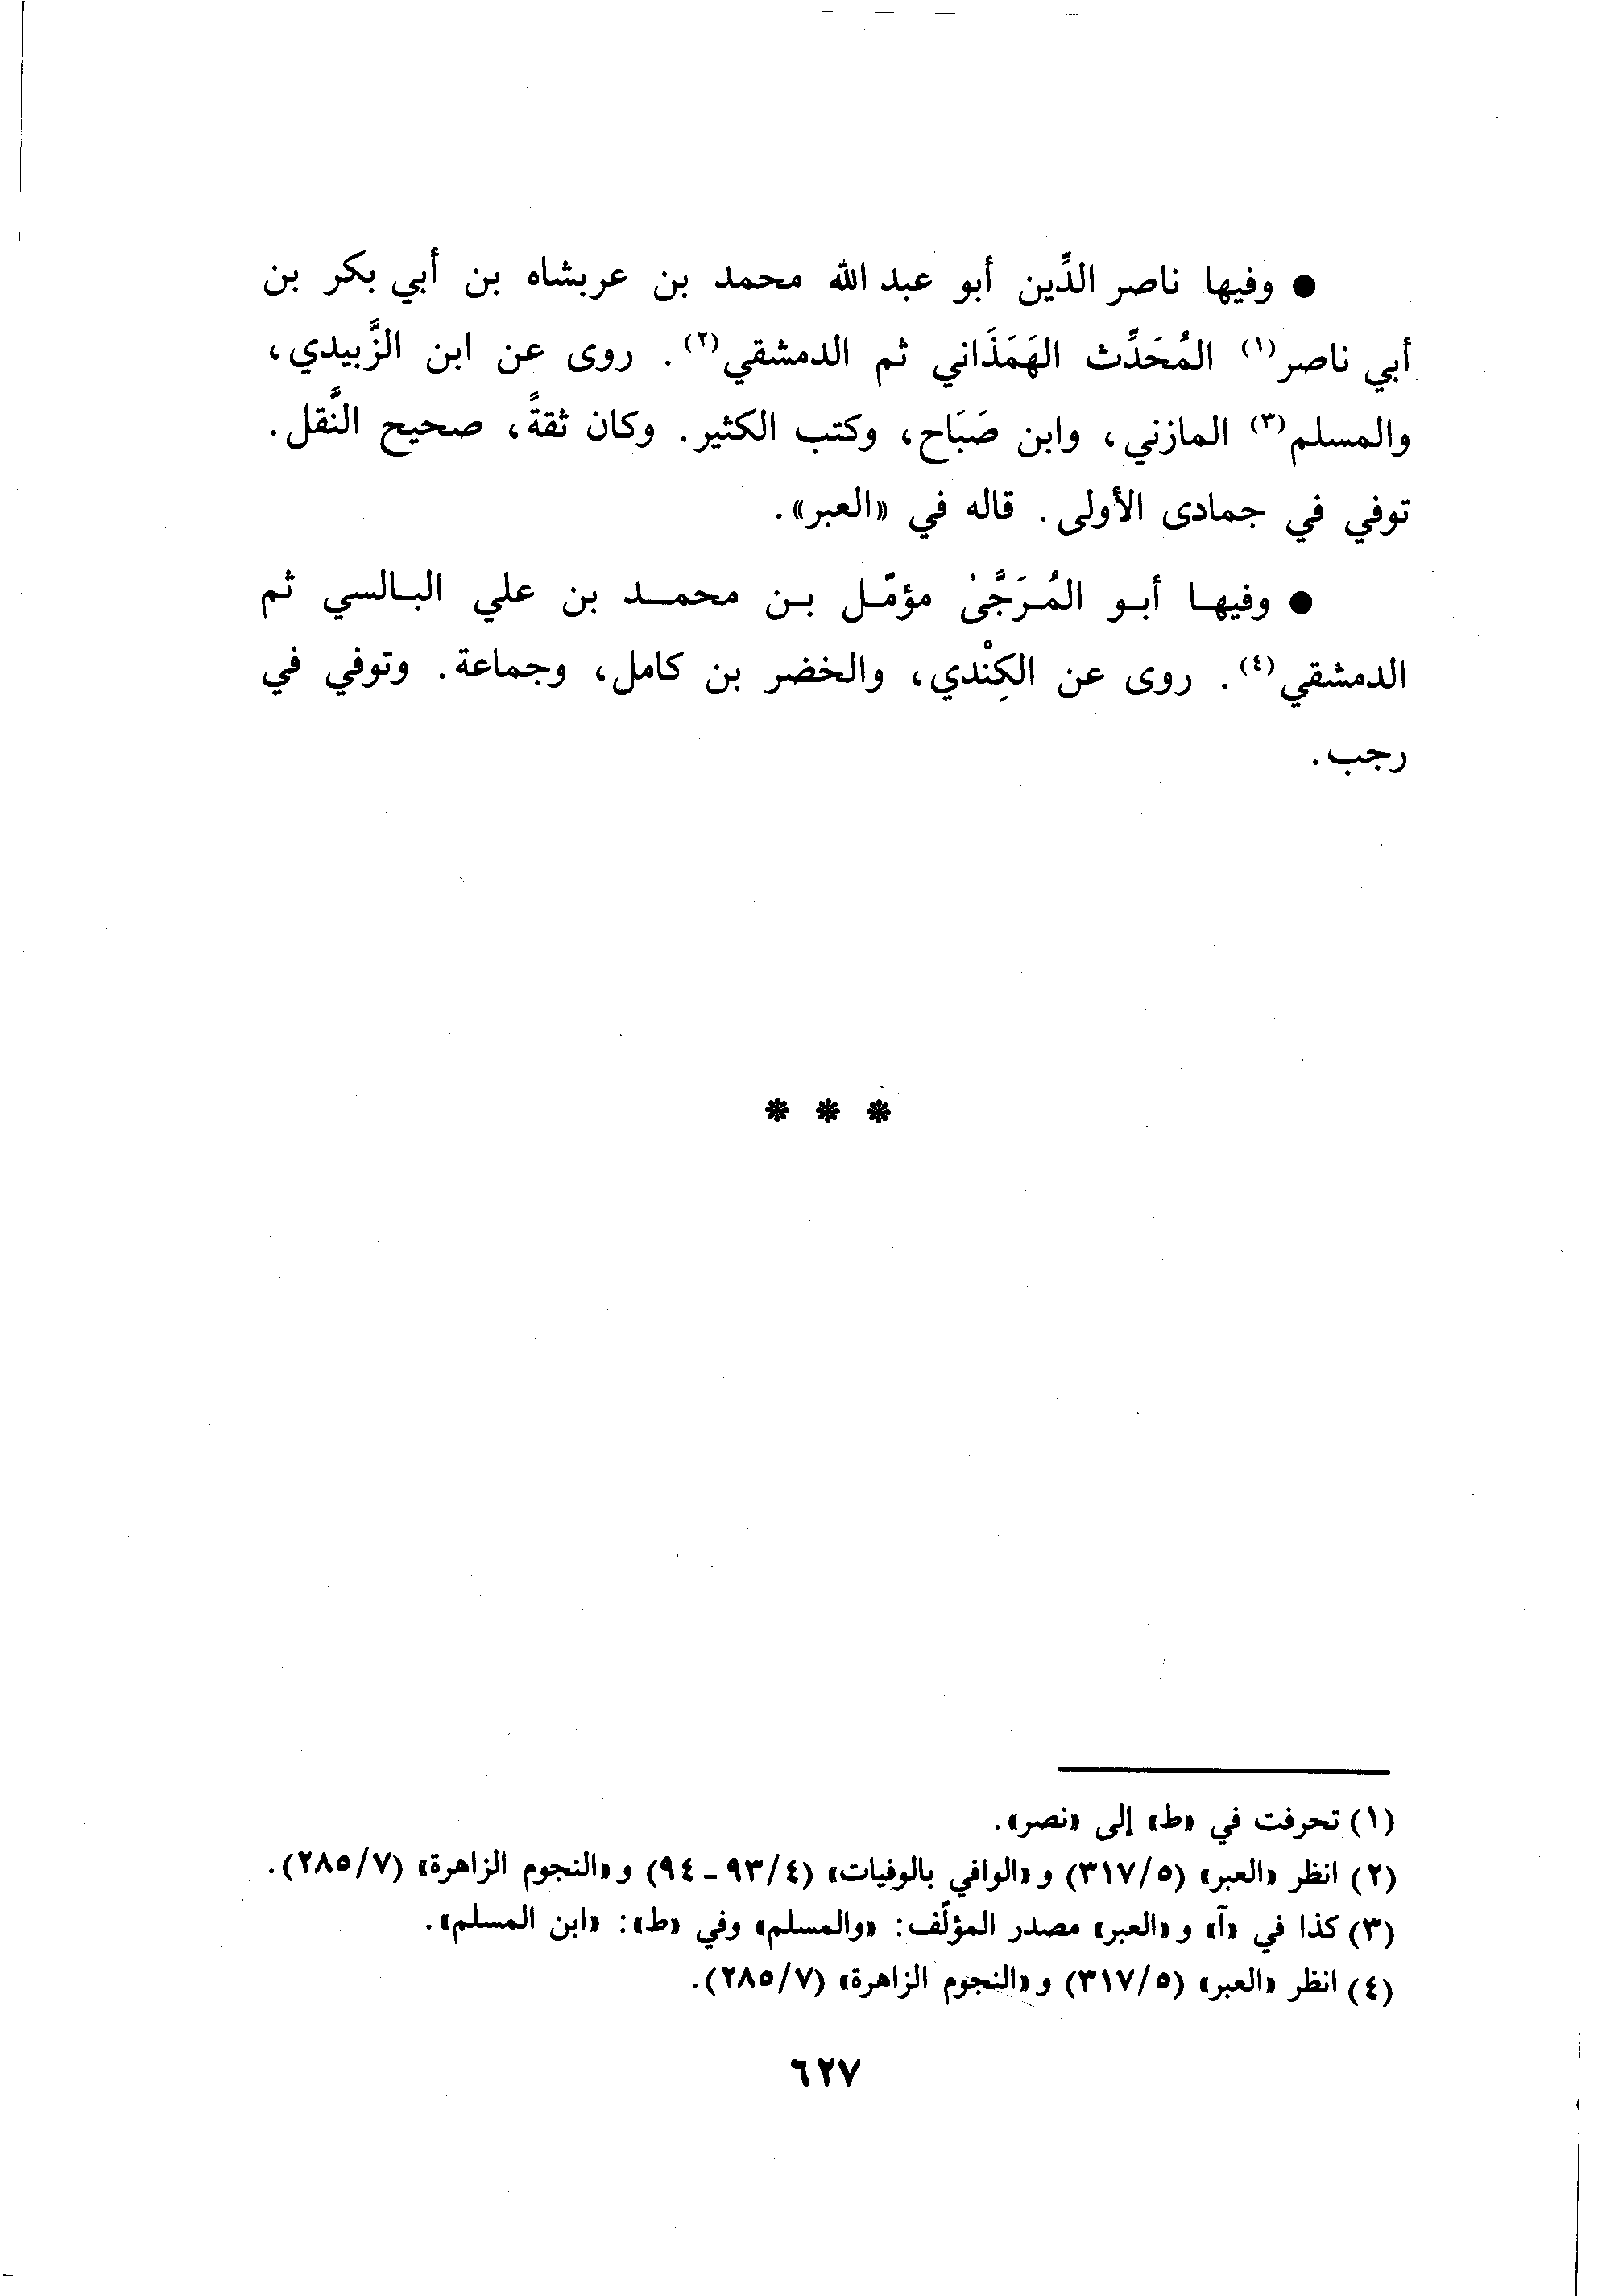 ● وفيها ناصر الدِّين أبو عبد الله محمد بن عربشاه بن أبي بكر بن
أبي ناصر(١) المُحَدِّث الهَمَذَاني ثم الدمشقي(٢). روى عن ابن الزَّبيدي،
والمسلم(٣) المازني، وابن صَبَاح، وكتب الكثير. وكان ثقةً، صحيح النَّقل.
توفي في جمادى الأولى. قاله في «العبر».
● وفيها أبو المُرَجَّىٰ مؤمّل بن محمد بن علي البالسي ثم
الدمشقي(٤). روى عن الكِنْدي، والخضر بن كامل، وجماعة. وتوفي في
رجب.
* * *
(١) تحرفت في «ط» إلى «نصر».
(٢) انظر «العبر» (٣١٧/٥) و«الوافي بالوفيات» (٩٣/٤ - ٩٤) و«النجوم الزاهرة» (٢٨٥/٧).
(٣) كذا في «آ» و«العبر» مصدر المؤلّف: «والمسلم» وفي «ط»: «ابن المسلم».
(٤) انظر «العبر» (٣١٧/٥) و«النجوم الزاهرة» (٢٨٥/٧).
٦٢٧